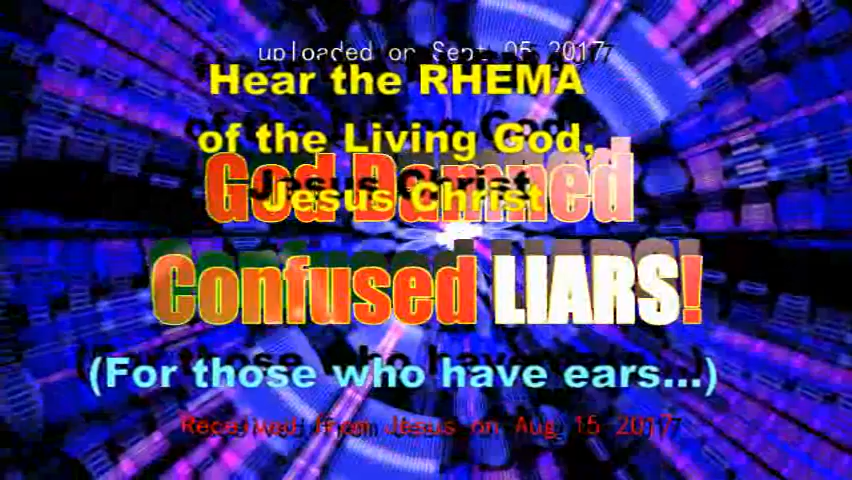 uploaded on Sept 05 2017
Hear the RHEMA
of the Living God,
Jesus Christ
God Damned
Confused LIARS!
(For those who have ears...)
Received from Jesus on Aug 15 2017